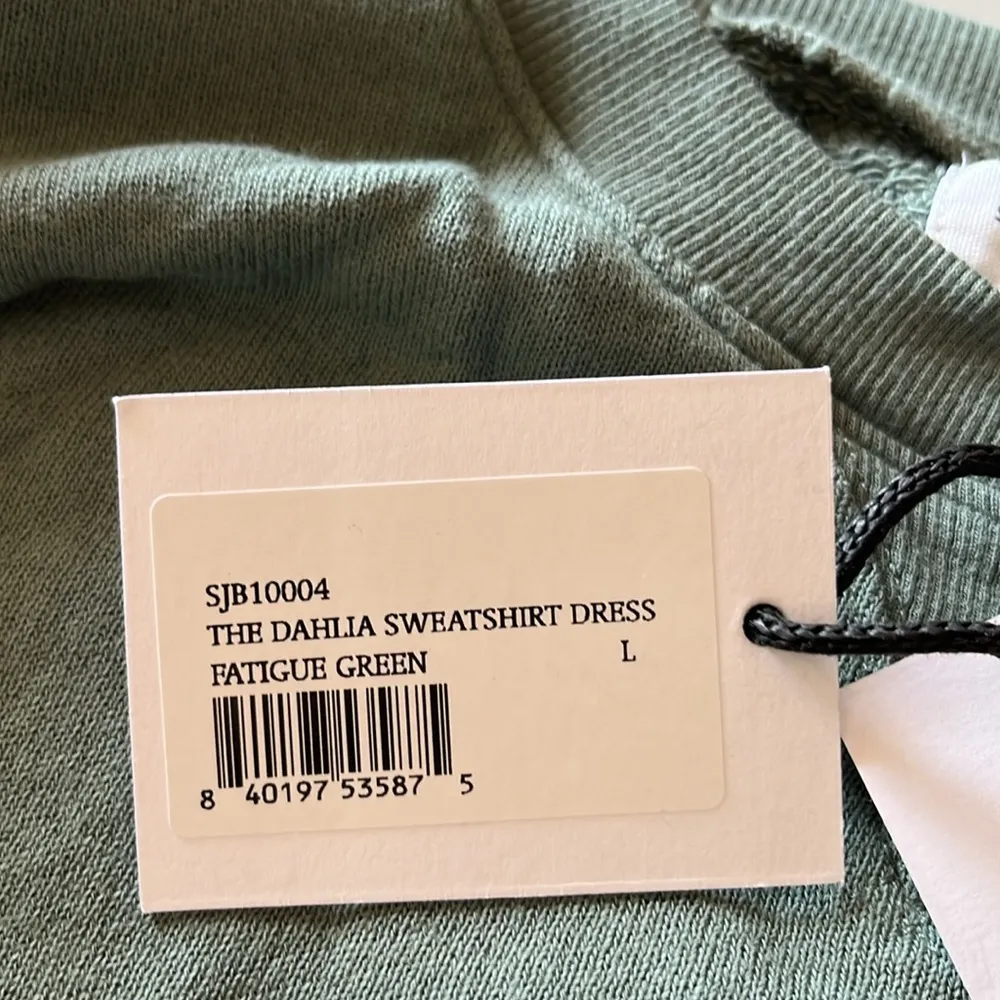 SJB10004
THE DAHLIA SWEATSHIRT DRESS
FATIGUE GREEN L
8 40197 53587 5